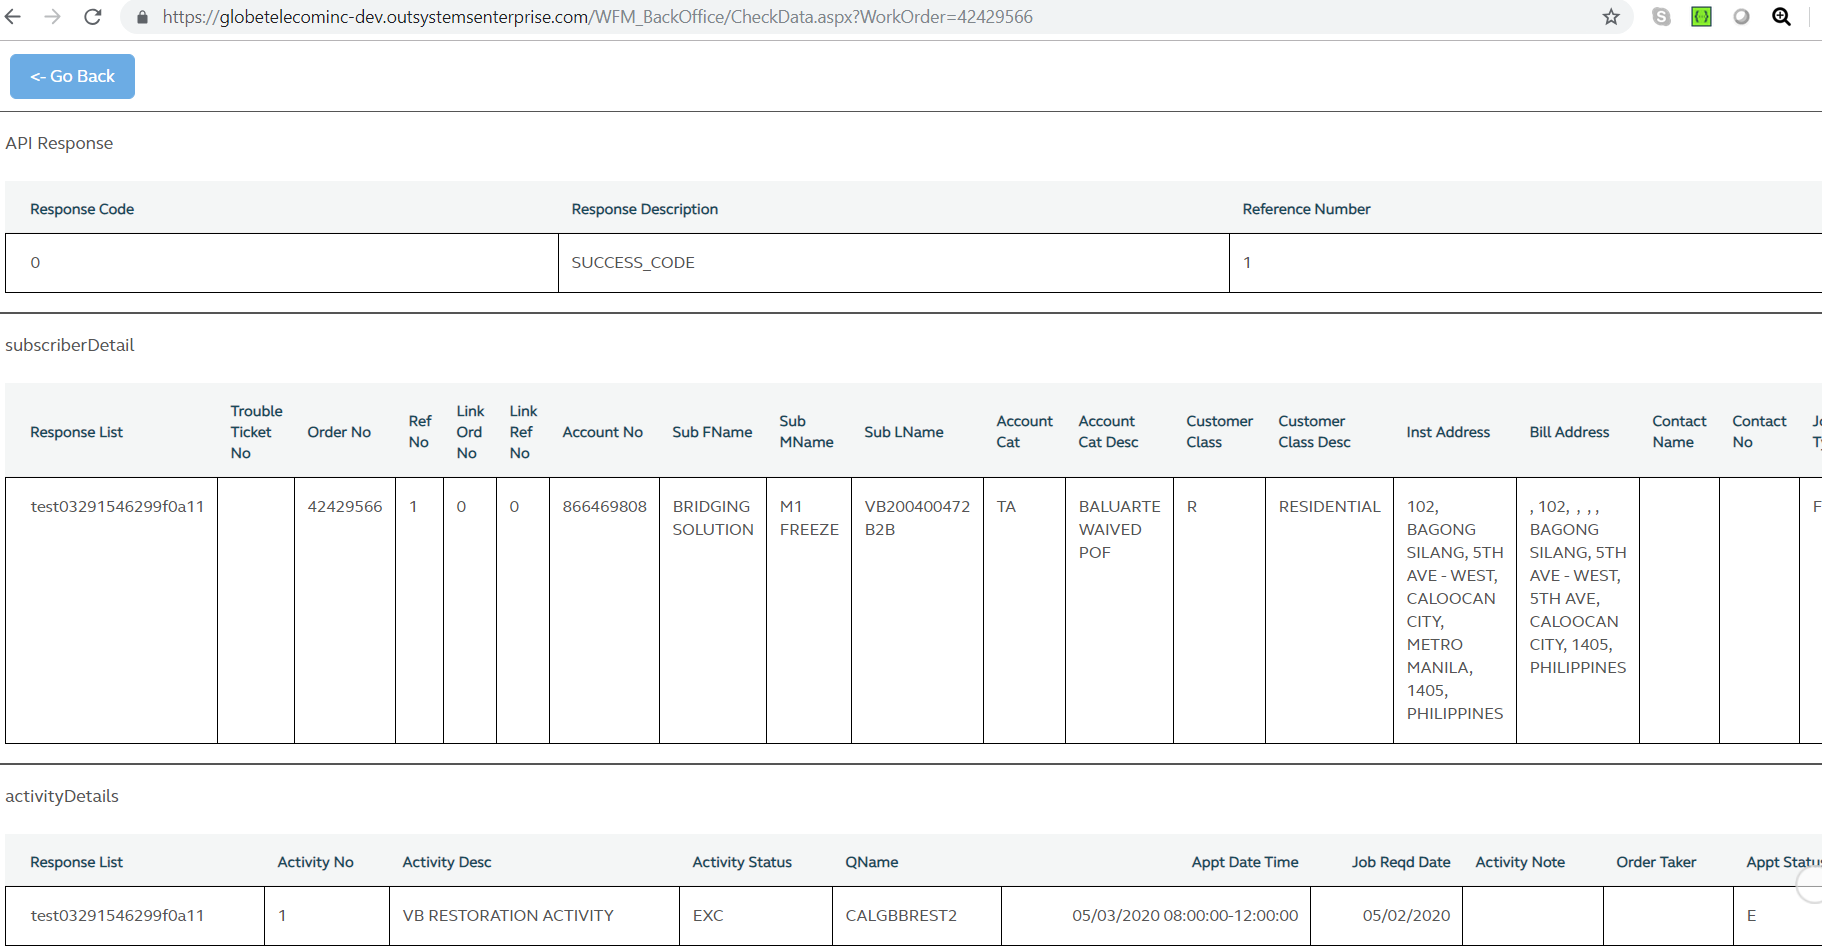 https://globetelecominc-dev.outsystemsenterprise.com/WFM_BackOffice/CheckData.aspx?WorkOrder=42429566
<- Go Back
API Response
Response Code Response Description Reference Number
0 SUCCESS_CODE 1
subscriberDetail
Response List
Trouble
Ticket
No
Order No
Ref
No
Link
Ord
No
Link
Ref
No
Account No
Sub FName
Sub
MName
Sub LName
Account
Cat
Account
Cat Desc
Customer
Class
Customer
Class Desc
Inst Address
Bill Address
Contact
Name
Contact
No
test03291546299f0a11
42429566
1
0
0
866469808
BRIDGING
SOLUTION
M1
FREEZE
VB200400472
B2B
TA
BALUARTE
WAIVED
POF
R
RESIDENTIAL
102,
BAGONG
SILANG, 5TH
AVE - WEST,
CALOOCAN
CITY,
METRO
MANILA,
1405,
PHILIPPINES
, 102, , , ,
BAGONG
SILANG, 5TH
AVE - WEST,
5TH AVE,
CALOOCAN
CITY, 1405,
PHILIPPINES
F
activityDetails
Response List Activity No Activity Desc Activity Status QName Appt Date Time Job Reqd Date Activity Note Order Taker Appt Statu
test03291546299f0a11 1 VB RESTORATION ACTIVITY EXC CALGBBREST2 05/03/2020 08:00:00-12:00:00 05/02/2020 E